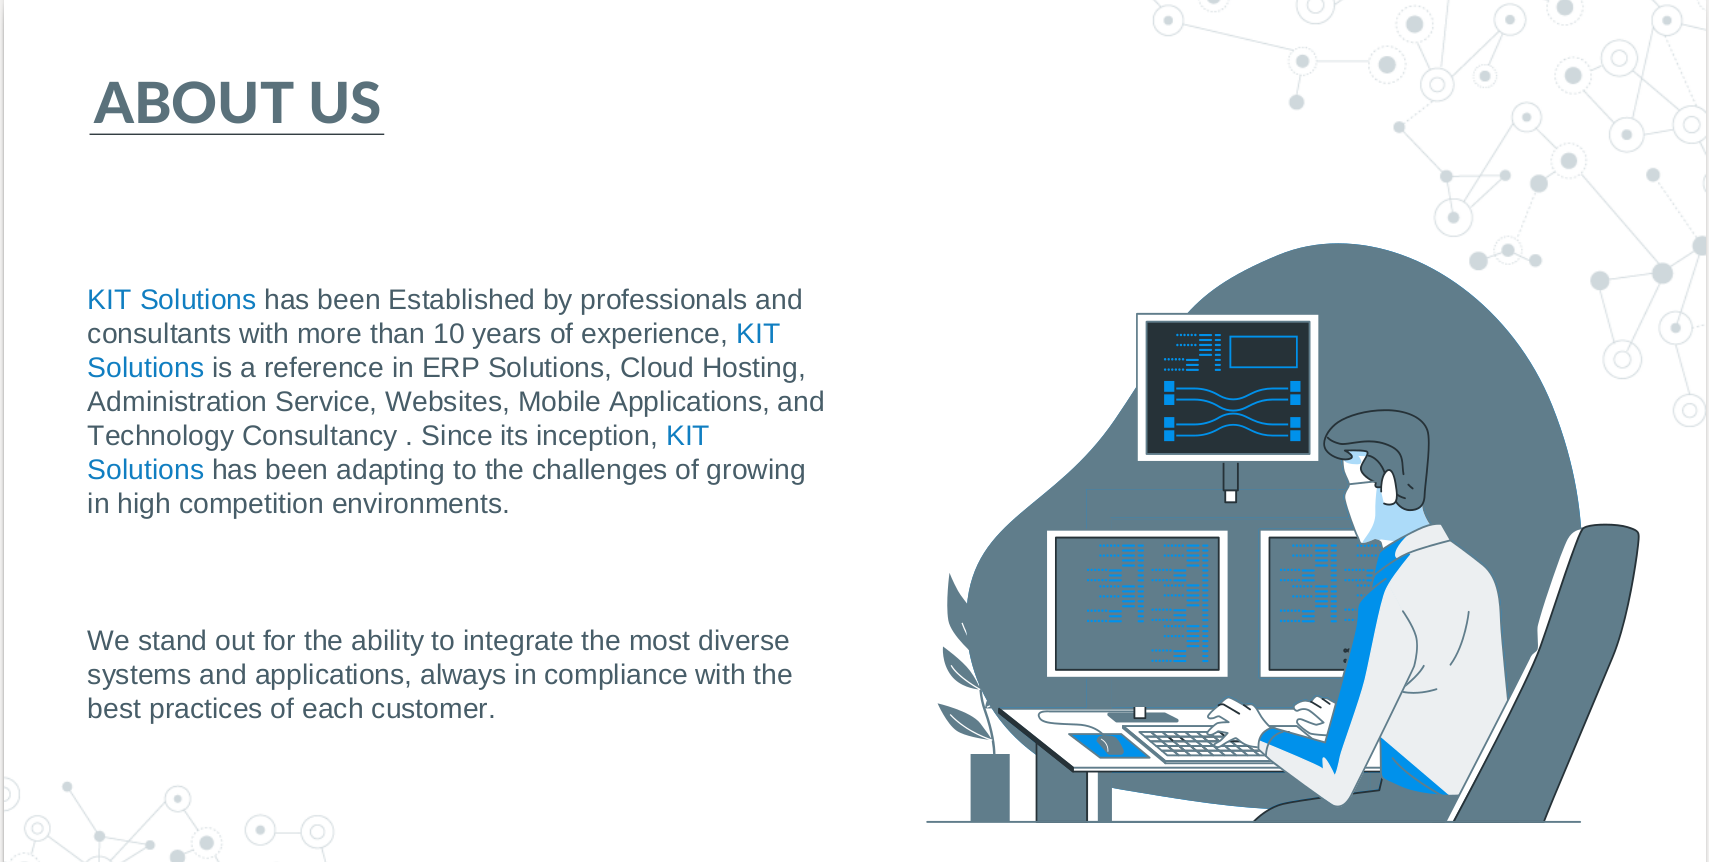 ABOUT US
KIT Solutions has been Established by professionals and
consultants with more than 10 years of experience, KIT
Solutions is a reference in ERP Solutions, Cloud Hosting,
Administration Service, Websites, Mobile Applications, and
Technology Consultancy . Since its inception, KIT
Solutions has been adapting to the challenges of growing
in high competition environments.
We stand out for the ability to integrate the most diverse
systems and applications, always in compliance with the
best practices of each customer.